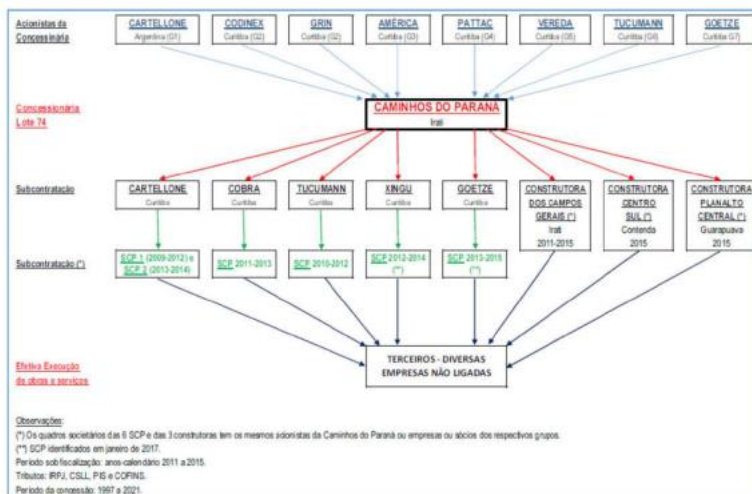 Acionistas da
Concessinária
CARTELLONE
Argentina (G1)
CODINEX
Curitiba (G2)
GRIN
Curitiba (G2)
AMÉRICA
Curitiba (G3)
PATTAC
Curitiba (G4)
VEREDA
Curitiba (G5)
TUCUMANN
Curitiba (G6)
GOETZE
Curitiba G7)
Concessionária
Lote 74
CAMINHOS DO PARANÁ
Irati
Subcontratação
CARTELLONE
Curitiba
COBRA
Curitiba
TUCUMANN
Curitiba
XINGU
Curitiba
GOETZE
Curitiba
CONSTRUTORA
DOS CAMPOS
GERAIS (*)
Irati
2011-2015
CONSTRUTORA
CENTRO
SUL (*)
Contenda
2015
CONSTRUTORA
PLANALTO
CENTRAL (*)
Guarapuava
2015
Subcontratação (*)
SCP 1 (2009-2012) e
SCP 2 (2013-2014)
SCP 2011-2013
SCP 2010-2012
SCP 2012-2014
(**)
SCP 2013-2015
(**)
Efetiva Execução
de obras e serviços
TERCEIROS - DIVERSAS
EMPRESAS NÃO LIGADAS
Observações:
(*) Os quadros societários das 6 SCP e das 3 construtoras tem os mesmos acionistas da Caminhos do Paraná ou empresas ou sócios dos respectivos grupos.
(**) SCP identificados em janeiro de 2017.
Período sob fiscalização: anos-calendário 2011 a 2015.
Tributos: IRPJ, CSLL, PIS e COFINS.
Período da concessão: 1997 a 2021.